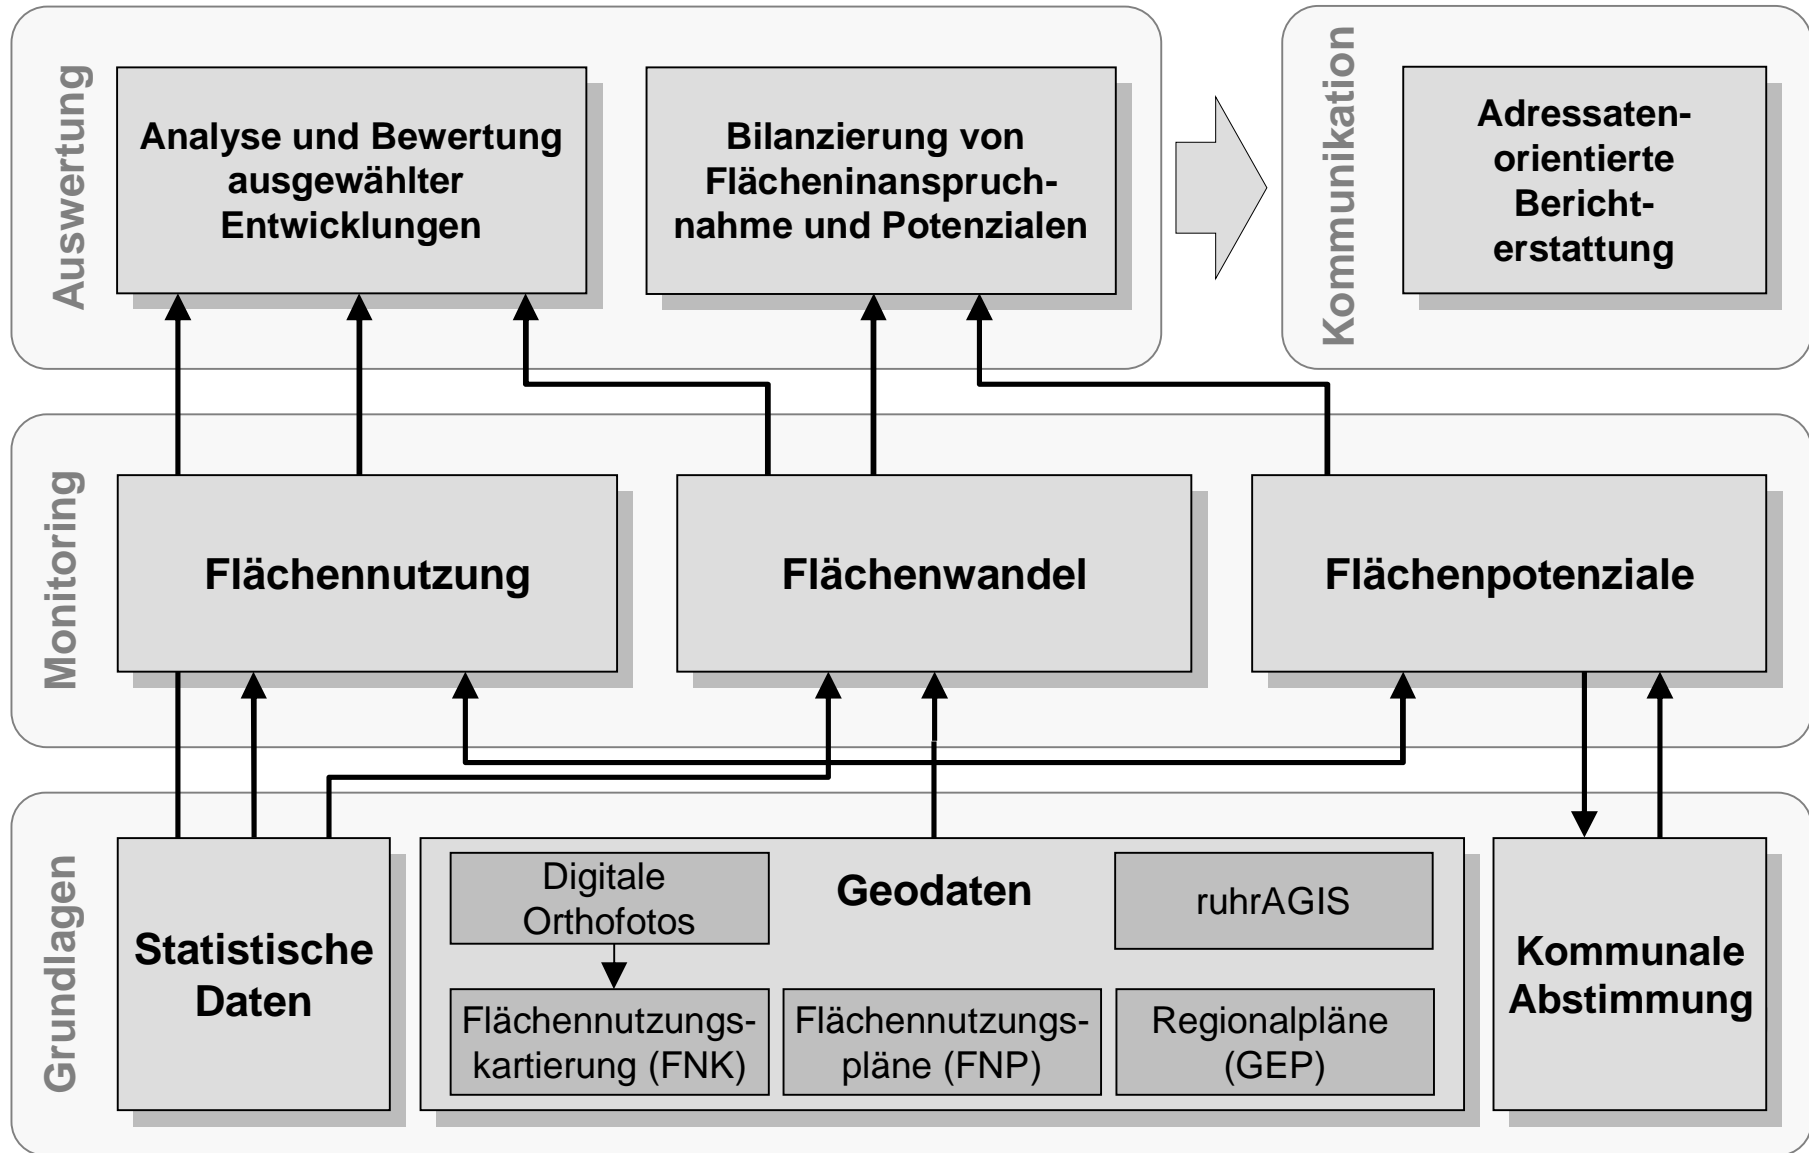 Auswertung
Analyse und Bewertung
ausgewählter
Entwicklungen
Bilanzierung von
Flächeninanspruch-
nahme und Potenzialen
Kommunikation
Adressaten-
orientierte
Bericht-
erstattung
Monitoring
Flächennutzung
Flächenwandel
Flächenpotenziale
Grundlagen
Statistische
Daten
Geodaten
Digitale
Orthofotos
ruhrAGIS
Flächennutzungs-
kartierung (FNK)
Flächennutzungs-
pläne (FNP)
Regionalpläne
(GEP)
Kommunale
Abstimmung